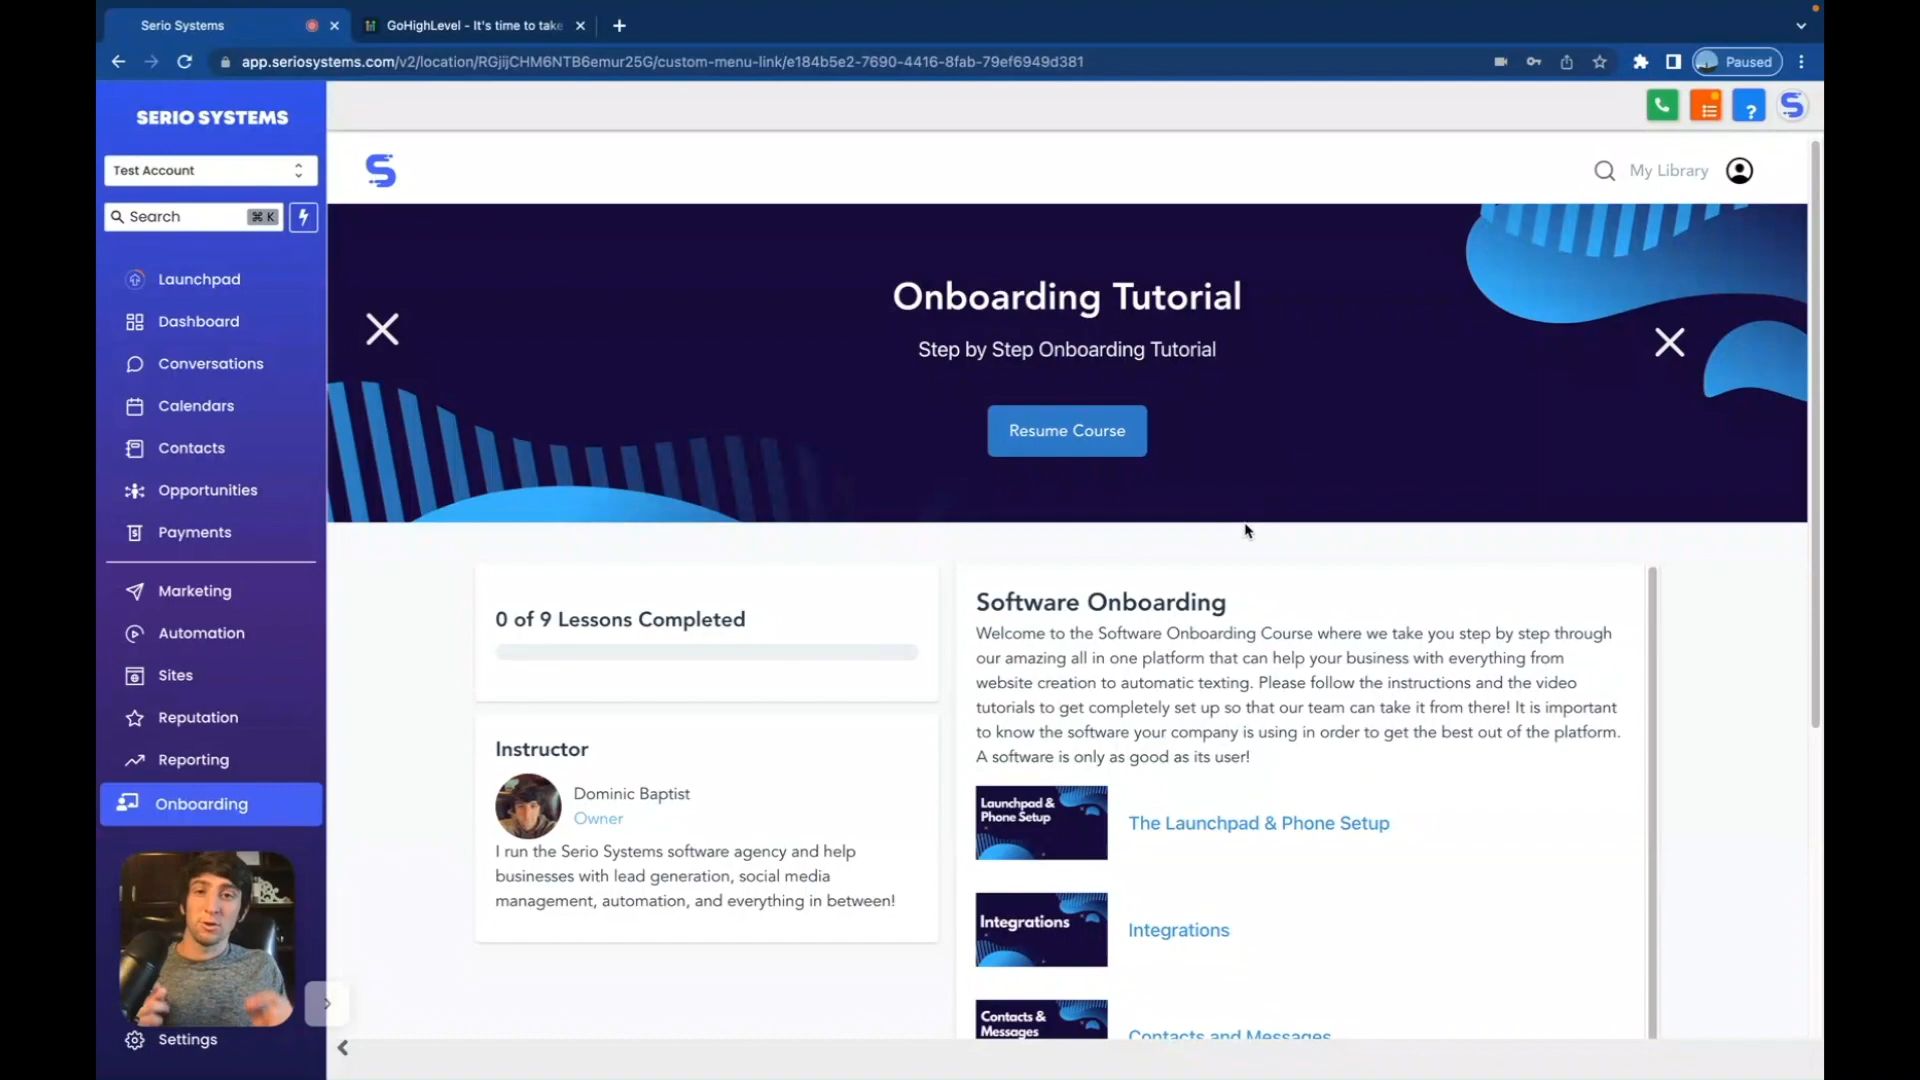 Serio Systems
GoHighLevel - It's time to take
app.seriosystems.com/v2/location/RGjijCHM6NTB6emur25G/custom-menu-link/e184b5e2-7690-4416-8fab-79ef6949d381
Paused
SERIO SYSTEMS
Test Account
Search
⌘ K
Launchpad
Dashboard
Conversations
Calendars
Contacts
Opportunities
Payments
Marketing
Automation
Sites
Reputation
Reporting
Onboarding
Settings
My Library
Onboarding Tutorial
Step by Step Onboarding Tutorial
Resume Course
0 of 9 Lessons Completed
Instructor
Dominic Baptist
Owner
I run the Serio Systems software agency and help
businesses with lead generation, social media
management, automation, and everything in between!
Software Onboarding
Welcome to the Software Onboarding Course where we take you step by step through
our amazing all in one platform that can help your business with everything from
website creation to automatic texting. Please follow the instructions and the video
tutorials to get completely set up so that our team can take it from there! It is important
to know the software your company is using in order to get the best out of the platform.
A software is only as good as its user!
Launchpad &
Phone Setup
The Launchpad & Phone Setup
Integrations
Integrations
Contacts &
Messages
Contacts and Messages